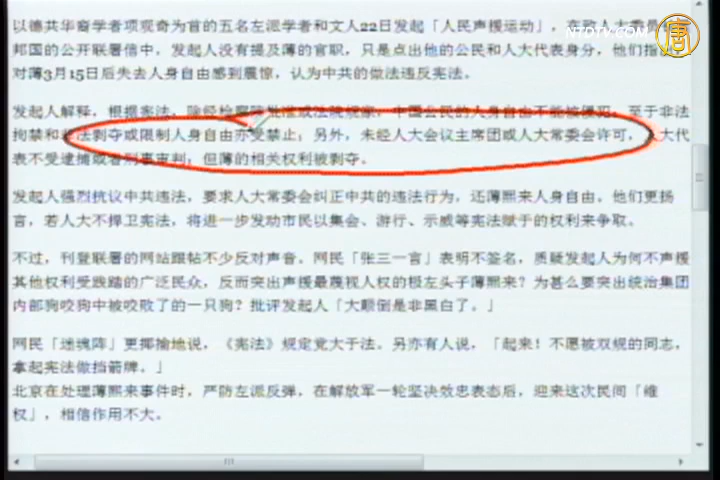 以德共华裔学者项观奇为首的五名左派学者和文人22日发起「人民声援运动」,在致人大委员
邦国的公开联署信中,发起人没有提及薄的官职,只是点出他的公民和人大代表身分,他们指
对薄3月15日后失去人身自由感到震惊,认为中共的做法违反宪法。
发起人解释,根据宪法,除经检察院批准或法院规家,中国公民的人身自由不能被侵犯。至于非法
拘禁和非法剥夺或限制人身自由亦受禁止;另外,未经人大会议主席团或人大常委会许可,人大代
表不受逮捕或者刑事审判;但薄的相关权利被剥夺。
发起人强烈抗议中共违法,要求人大常委会纠正中共的违法行为,还薄熙来人身自由。他们更扬
言,若人大不捍卫宪法,将进一步发动市民以集会、游行、示威等宪法赋于的权利来争取。
不过,刊登联署的网站跟帖不少反对声音。网民「张三一言」表明不签名,质疑发起人为何不声援
其他权利受践踏的广泛民众,反而突出声援最蔑视人权的极左头子薄熙来?为甚么要突出统治集团
内部狗咬狗中被咬败了的一只狗?批评发起人「大颠倒是非黑白了。」
网民「迷魂阵」更揶揄地说,《宪法》规定党大于法。另亦有人说,「起来!不愿被双规的同志,
拿起宪法做挡箭牌。」
北京在处理薄熙来事件时,严防左派反弹,在解放军一轮坚决效忠表态后,迎来这次民间「维
权」,相信作用不大。
NTDTV.COM
唐